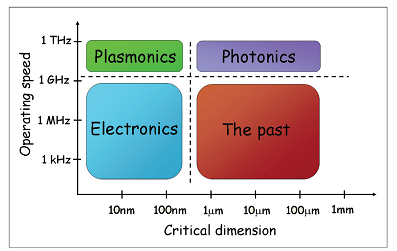 Operating speed
1 THz
1 GHz
1 MHz
1 kHz
Plasmonics
Photonics
Electronics
The past
10nm 100nm 1μm 10μm 100μm 1mm
Critical dimension